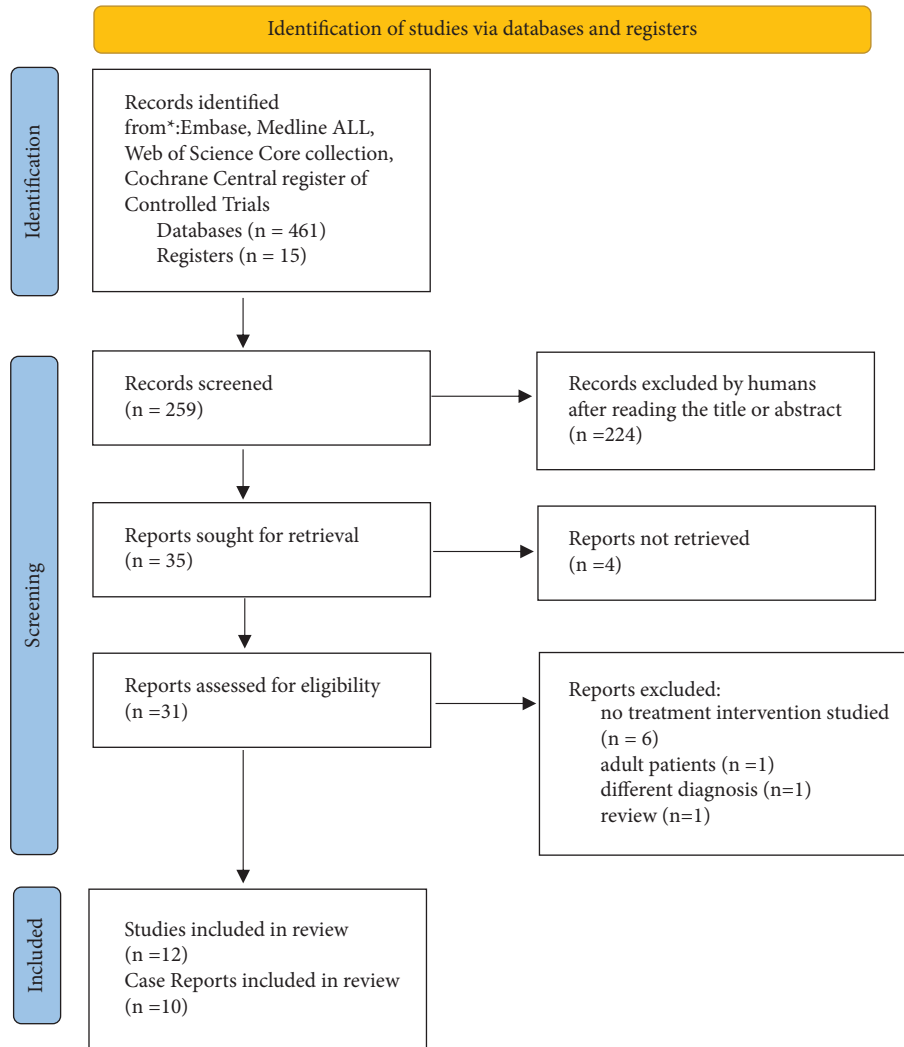 Identification of studies via databases and registers
Identification
Records identified
from*:Embase, Medline ALL,
Web of Science Core collection,
Cochrane Central register of
Controlled Trials
Databases (n = 461)
Registers (n = 15)
Screening
Records screened
(n = 259)
Records excluded by humans
after reading the title or abstract
(n =224)
Reports sought for retrieval
(n = 35)
Reports not retrieved
(n =4)
Reports assessed for eligibility
(n =31)
Reports excluded:
no treatment intervention studied
(n = 6)
adult patients (n =1)
different diagnosis (n=1)
review (n=1)
Included
Studies included in review
(n =12)
Case Reports included in review
(n =10)